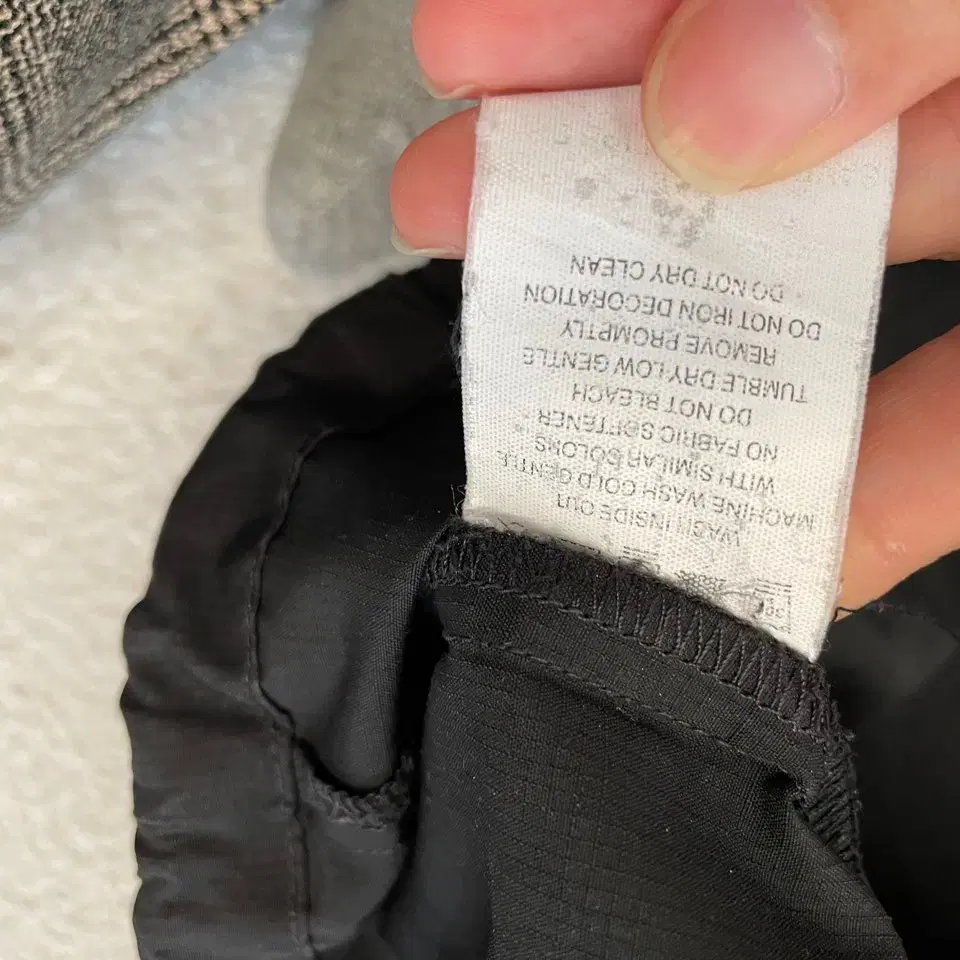 WASH INSIDE OUT
MACHINE WASH COLD GENTLE
WITH SIMILAR COLORS
NO FABRIC SOFTENER
DO NOT BLEACH
TUMBLE DRY LOW GENTLE
REMOVE PROMPTLY
DO NOT IRON DECORATION
DO NOT DRY CLEAN